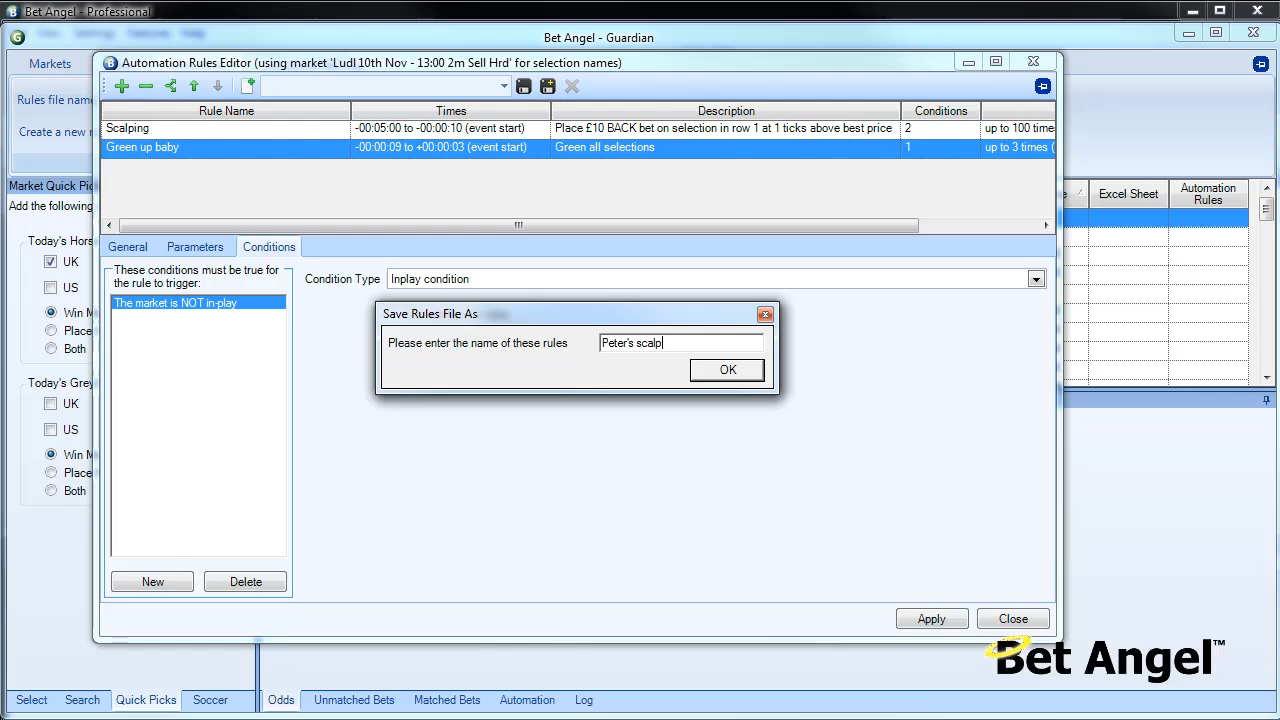 Bet Angel - Professional
Bet Angel - Guardian
Markets
Automation Rules Editor (using market 'Ludl 10th Nov - 13:00 2m Sell Hrd' for selection names)
Rules file name
Create a new r
Rule Name Times Description Conditions
Scalping -00:05:00 to -00:00:10 (event start) Place £10 BACK bet on selection in row 1 at 1 ticks above best price 2 up to 100 times
Green up baby -00:00:09 to +00:00:03 (event start) Green all selections 1 up to 3 times (
Market Quick Pic
Add the following
Excel Sheet
Automation
Rules
General Parameters Conditions
Today's Hors
UK
US
Win M
Place
Both
Today's Grey
UK
US
Win M
Place
Both
These conditions must be true for
the rule to trigger:
The market is NOT in-play
Condition Type Inplay condition
Save Rules File As
Please enter the name of these rules Peter's scalp
OK
New Delete
Apply Close
Bet Angel™
Select Search Quick Picks Soccer
Odds Unmatched Bets Matched Bets Automation Log